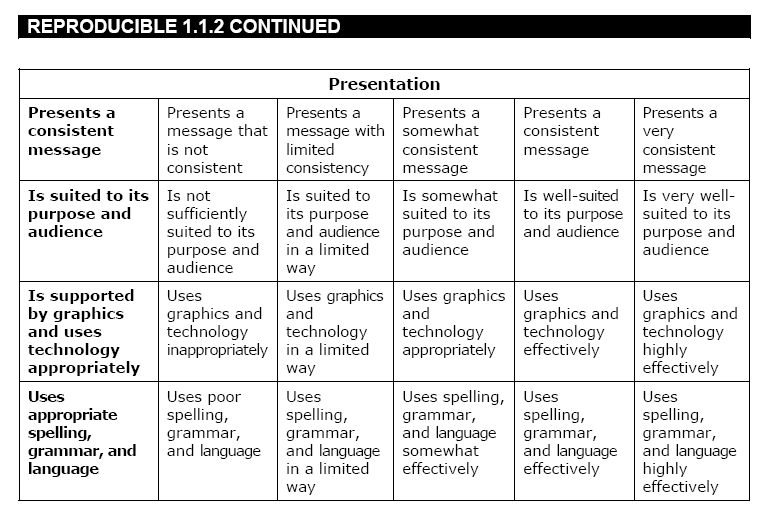 REPRODUCIBLE 1.1.2 CONTINUED
Presentation
Presents a
consistent
message
Presents a
message that
is not
consistent
Presents a
message with
limited
consistency
Presents a
somewhat
consistent
message
Presents a
consistent
message
Presents a
very
consistent
message
Is suited to its
purpose and
audience
Is not
sufficiently
suited to its
purpose and
audience
Is suited to
its purpose
and audience
in a limited
way
Is somewhat
suited to its
purpose and
audience
Is well-suited
to its purpose
and audience
Is very well-
suited to its
purpose and
audience
Is supported
by graphics
and uses
technology
appropriately
Uses
graphics and
technology
inappropriately
Uses graphics
and
technology
in a limited
way
Uses graphics
and
technology
appropriately
Uses
graphics and
technology
effectively
Uses
graphics and
technology
highly
effectively
Uses
appropriate
spelling,
grammar, and
language
Uses poor
spelling,
grammar,
and language
Uses
spelling,
grammar,
and language
in a limited
way
Uses spelling,
grammar,
and language
somewhat
effectively
Uses
spelling,
grammar,
and language
effectively
Uses
spelling,
grammar,
and language
highly
effectively